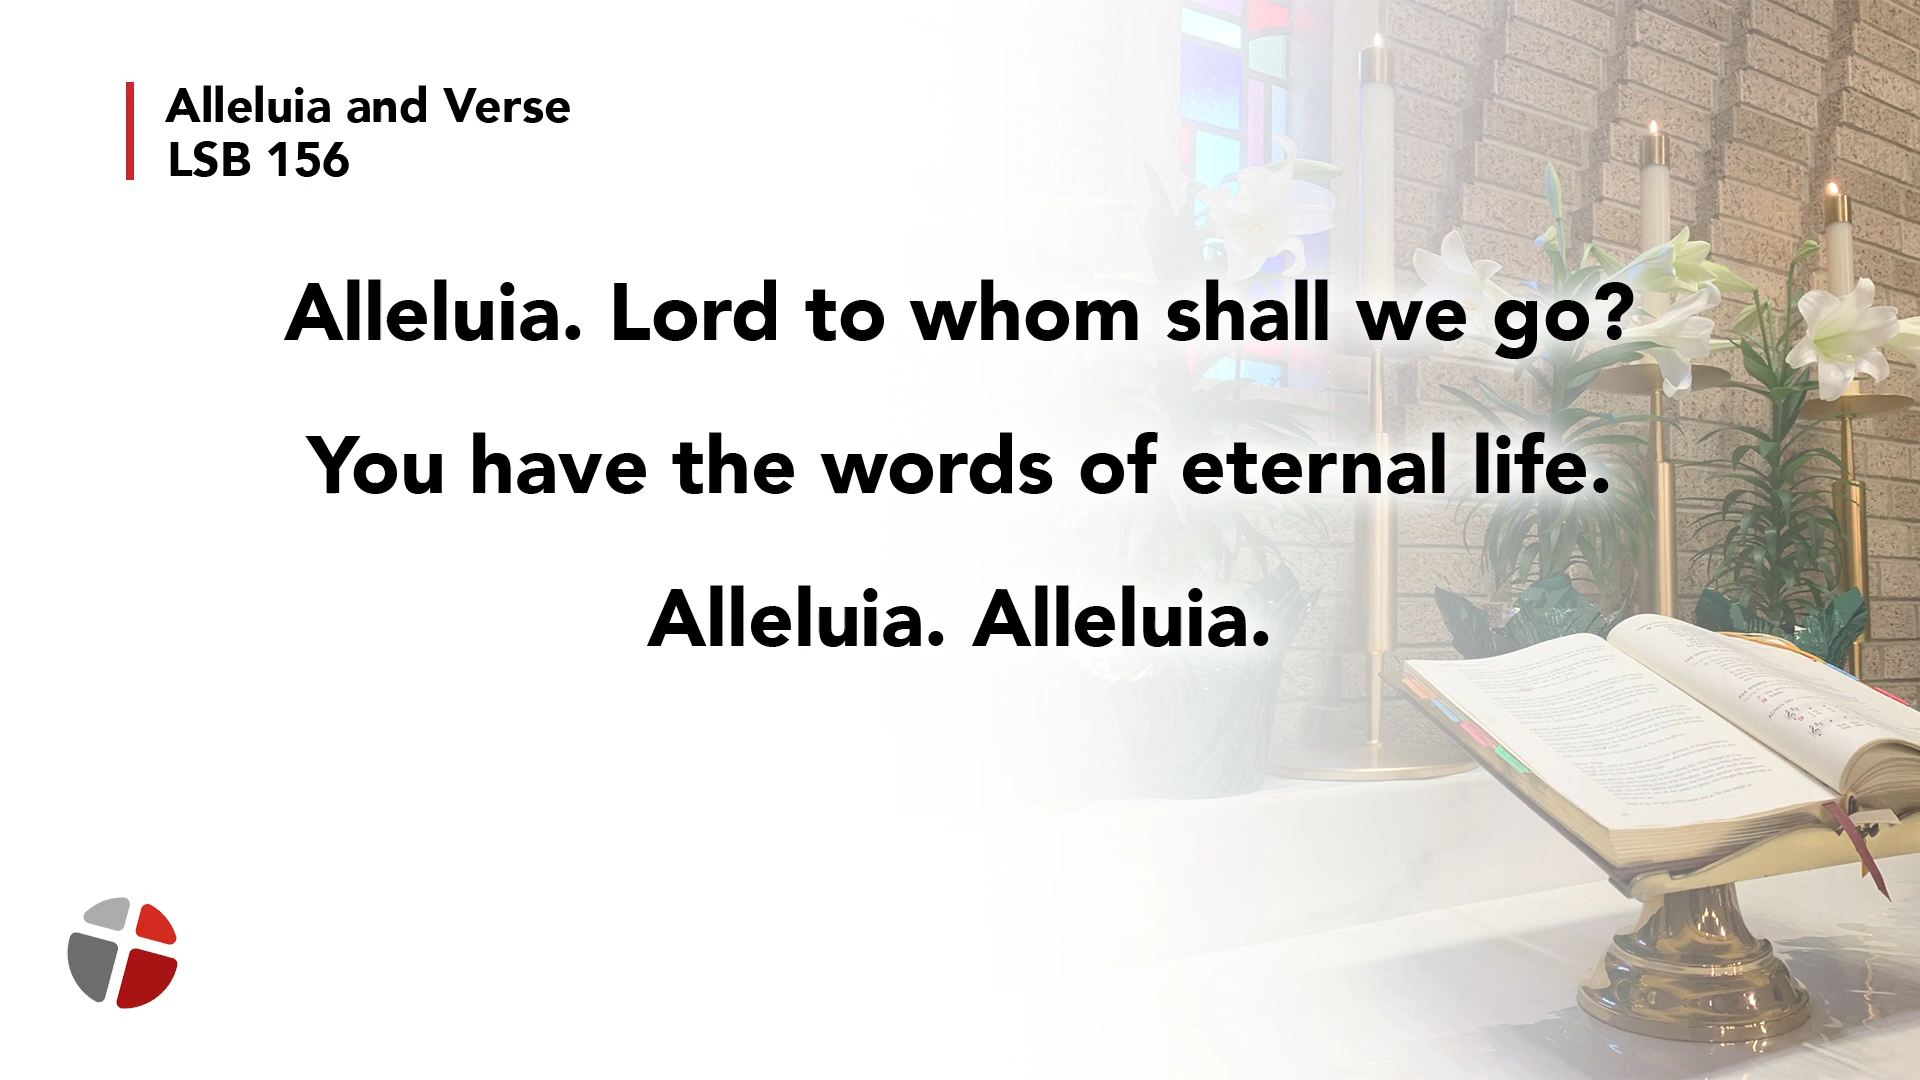 Alleluia and Verse
LSB 156
Alleluia. Lord to whom shall we go?
You have the words of eternal life.
Alleluia. Alleluia.